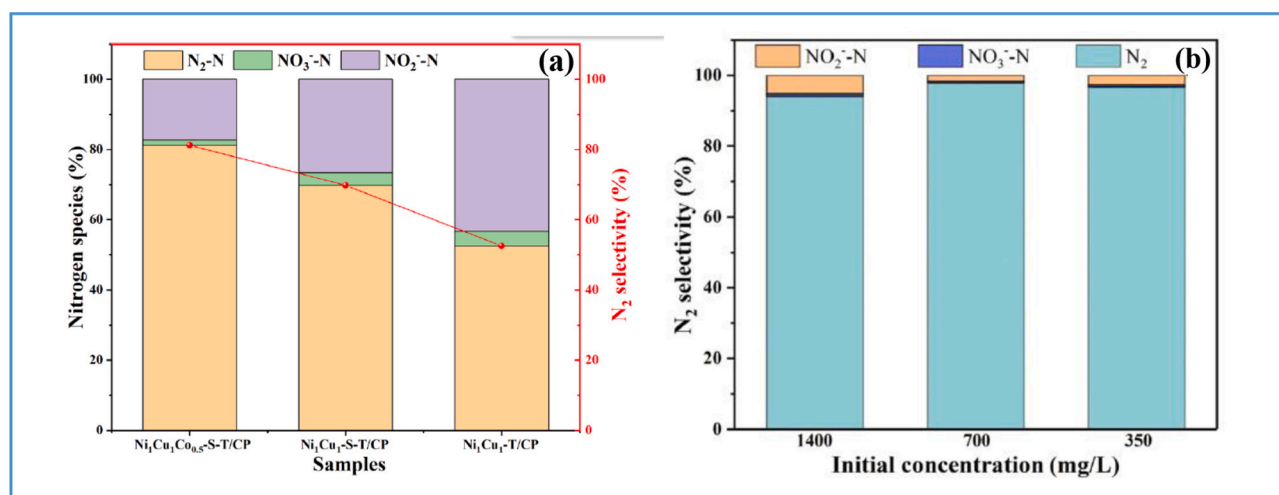 N₂-N NO₃⁻-N NO₂⁻-N (a)
100
80
60
40
20
0
Nitrogen species (%)
100
80
60
40
20
0
N₂ selectivity (%)
Ni₁Cu₁Co₀.₅-S-T/CP Ni₁Cu₁-S-T/CP Ni₁Cu₁-T/CP
Samples
NO₂⁻-N NO₃⁻-N N₂ (b)
100
80
60
40
20
0
N₂ selectivity (%)
1400 700 350
Initial concentration (mg/L)